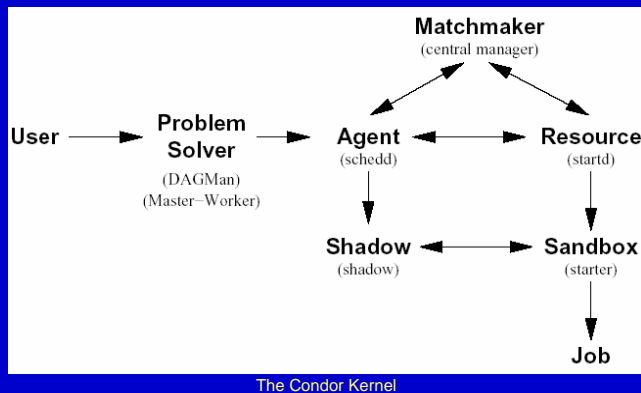 Matchmaker
(central manager)
User
Problem
Solver
(DAGMan)
(Master−Worker)
Agent
(schedd)
Resource
(startd)
Shadow
(shadow)
Sandbox
(starter)
Job
The Condor Kernel